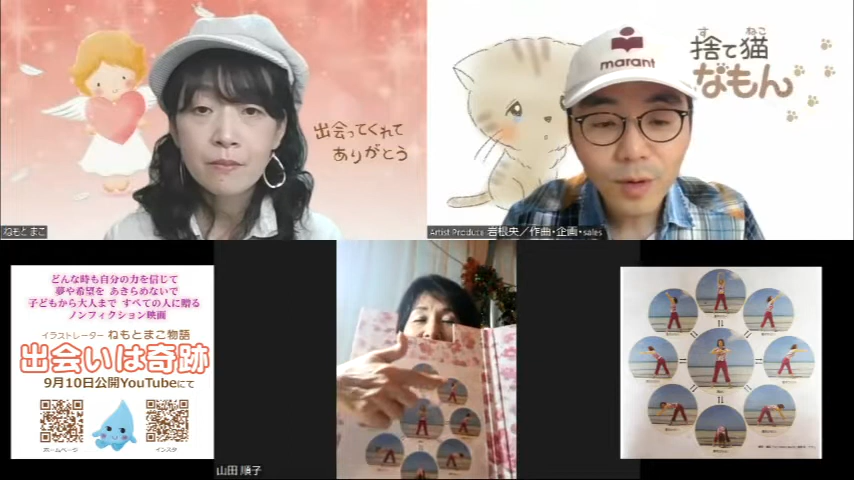 出会ってくれて
ありがとう
ねもと まこ
marant
捨て猫
すねこ
なもん
Artist Produce 岩根央／作曲・企画・sales
どんな時も自分の力を信じて
夢や希望を あきらめないで
子どもから大人まで すべての人に贈る
ノンフィクション映画
イラストレーター ねもとまこ物語
出会いは奇跡
9月10日公開YouTubeにて
ホームページ
インスタ
山田 順子